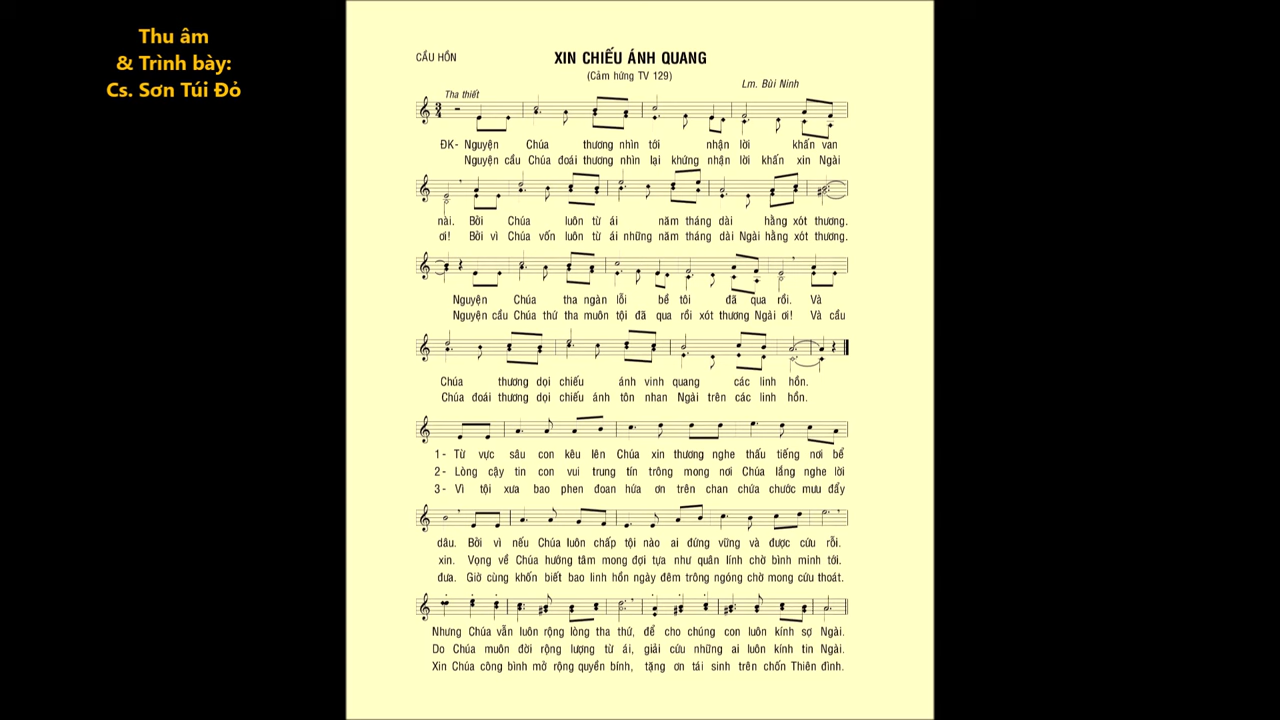 Thu âm
& Trình bày:
Cs. Sơn Túi Đỏ
CẦU HỒN
XIN CHIẾU ÁNH QUANG
(Cảm hứng TV 129)
Lm. Bùi Ninh
Tha thiết
ĐK- Nguyện Chúa thương nhìn tới nhận lời khấn van
Nguyện cầu Chúa đoái thương nhìn lại khứng nhận lời khấn xin Ngài
nài. Bởi Chúa luôn từ ái năm tháng dài hằng xót thương.
ơi! Bởi vì Chúa vốn luôn từ ái những năm tháng dài Ngài hằng xót thương.
Nguyện Chúa tha ngàn lỗi bề tôi đã qua rồi. Và
Nguyện cầu Chúa thứ tha muôn tội đã qua rồi xót thương Ngài ơi! Và cầu
Chúa thương dọi chiếu ánh vinh quang các linh hồn.
Chúa đoái thương dọi chiếu ánh tôn nhan Ngài trên các linh hồn.
1- Từ vực sâu con kêu lên Chúa xin thương nghe thấu tiếng nơi bể
2- Lòng cậy tin con vui trung tín trông mong nơi Chúa lắng nghe lời
3- Vì tội xưa bao phen đoan hứa ơn trên chan chứa chước mưu đẩy
dâu. Bởi vì nếu Chúa luôn chấp tội nào ai đứng vững và được cứu rỗi.
xin. Vọng về Chúa hướng tâm mong đợi tựa như quân lính chờ bình minh tới.
đưa. Giờ cùng khốn biết bao linh hồn ngày đêm trông ngóng chờ mong cứu thoát.
Nhưng Chúa vẫn luôn rộng lòng tha thứ, để cho chúng con luôn kính sợ Ngài.
Do Chúa muôn đời rộng lượng từ ái, giải cứu những ai luôn kính tin Ngài.
Xin Chúa công bình mở rộng quyền bính, tặng ơn tái sinh trên chốn Thiên đình.